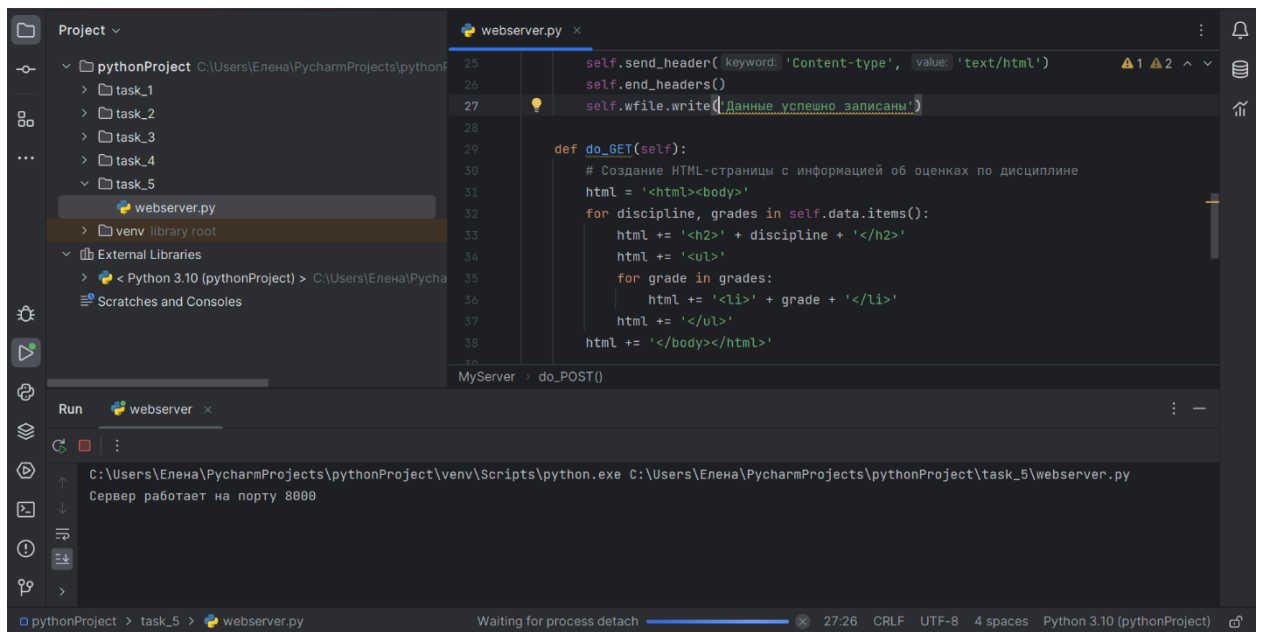 Project
pythonProject C:\Users\Елена\PycharmProjects\pythonP
task_1
task_2
task_3
task_4
task_5
webserver.py
venv library root
External Libraries
< Python 3.10 (pythonProject) > C:\Users\Елена\Pycha
Scratches and Consoles
webserver.py
25 self.send_header( keyword: 'Content-type', value: 'text/html')
1 2
26 self.end_headers()
27 self.wfile.write('Данные успешно записаны')
28
29 def do_GET(self):
30 # Создание HTML-страницы с информацией об оценках по дисциплине
31 html = '<html><body>'
32 for discipline, grades in self.data.items():
33 html += '<h2>' + discipline + '</h2>'
34 html += '<ul>'
35 for grade in grades:
36 html += '<li>' + grade + '</li>'
37 html += '</ul>'
38 html += '</body></html>'
MyServer > do_POST()
Run webserver
C:\Users\Елена\PycharmProjects\pythonProject\venv\Scripts\python.exe C:\Users\Елена\PycharmProjects\pythonProject\task_5\webserver.py
Сервер работает на порту 8000
pythonProject > task_5 > webserver.py Waiting for process detach 27:26 CRLF UTF-8 4 spaces Python 3.10 (pythonProject)